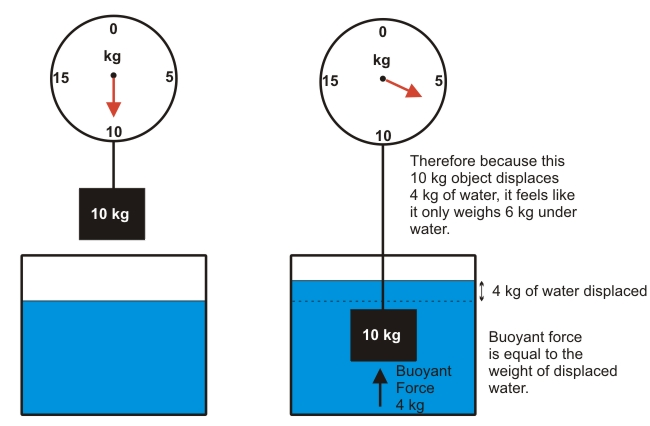 0
kg
15
5
10
10 kg
0
kg
15
5
10
Therefore because this
10 kg object displaces
4 kg of water, it feels like
it only weighs 6 kg under
water.
4 kg of water displaced
10 kg
Buoyant force
is equal to the
weight of displaced
water.
Buoyant
Force
4 kg